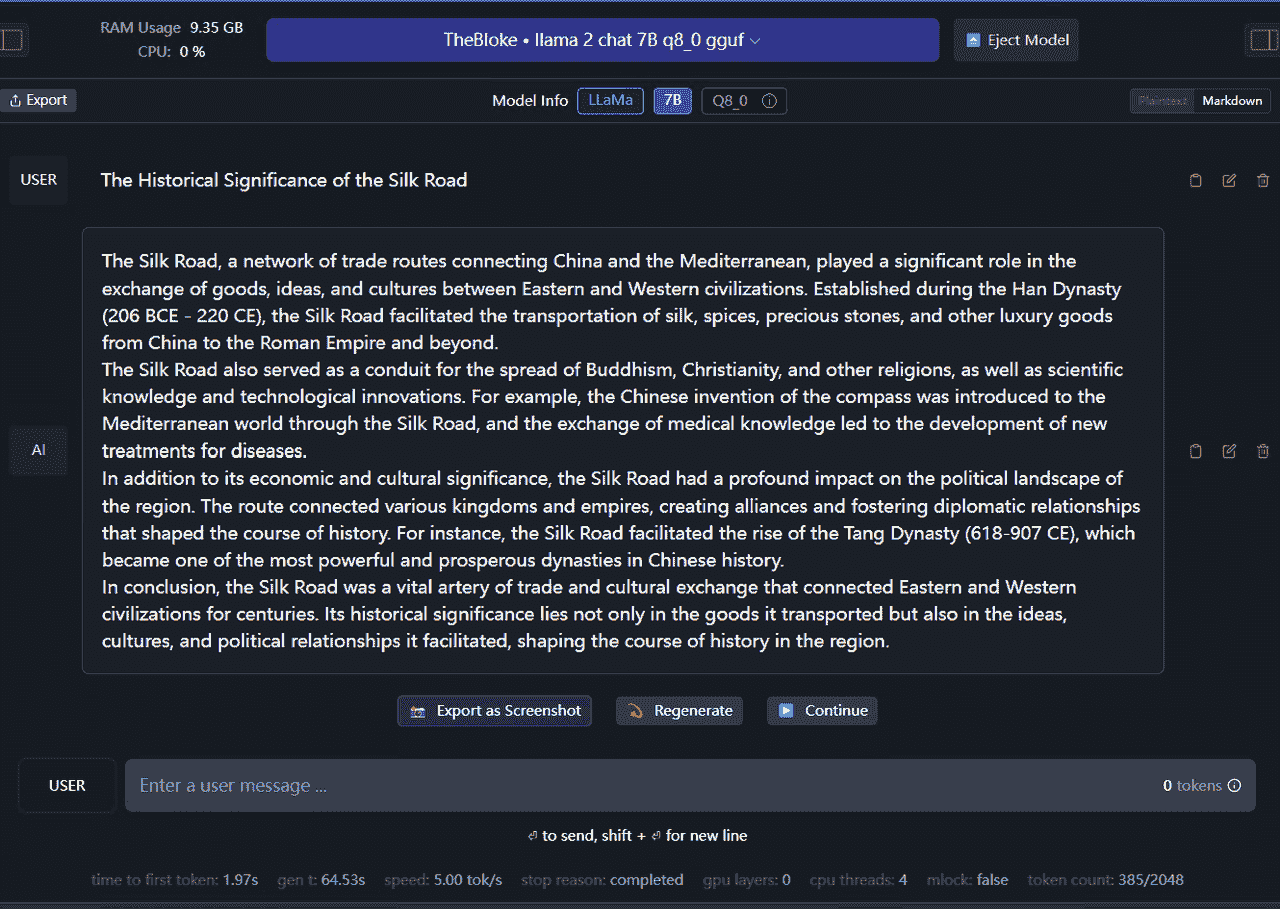 RAM Usage 9.35 GB
CPU: 0 %
TheBloke • llama 2 chat 7B q8_0 gguf
Eject Model
Export
Model Info LLaMa 7B Q8_0
Plaintext Markdown
USER
The Historical Significance of the Silk Road
The Silk Road, a network of trade routes connecting China and the Mediterranean, played a significant role in the
exchange of goods, ideas, and cultures between Eastern and Western civilizations. Established during the Han Dynasty
(206 BCE - 220 CE), the Silk Road facilitated the transportation of silk, spices, precious stones, and other luxury goods
from China to the Roman Empire and beyond.
The Silk Road also served as a conduit for the spread of Buddhism, Christianity, and other religions, as well as scientific
knowledge and technological innovations. For example, the Chinese invention of the compass was introduced to the
Mediterranean world through the Silk Road, and the exchange of medical knowledge led to the development of new
treatments for diseases.
AI
In addition to its economic and cultural significance, the Silk Road had a profound impact on the political landscape of
the region. The route connected various kingdoms and empires, creating alliances and fostering diplomatic relationships
that shaped the course of history. For instance, the Silk Road facilitated the rise of the Tang Dynasty (618-907 CE), which
became one of the most powerful and prosperous dynasties in Chinese history.
In conclusion, the Silk Road was a vital artery of trade and cultural exchange that connected Eastern and Western
civilizations for centuries. Its historical significance lies not only in the goods it transported but also in the ideas,
cultures, and political relationships it facilitated, shaping the course of history in the region.
Export as Screenshot
Regenerate
Continue
USER
Enter a user message ...
0 tokens
⏎ to send, shift + ⏎ for new line
time to first token: 1.97s gen t: 64.53s speed: 5.00 tok/s stop reason: completed gpu layers: 0 cpu threads: 4 mlock: false token count: 385/2048